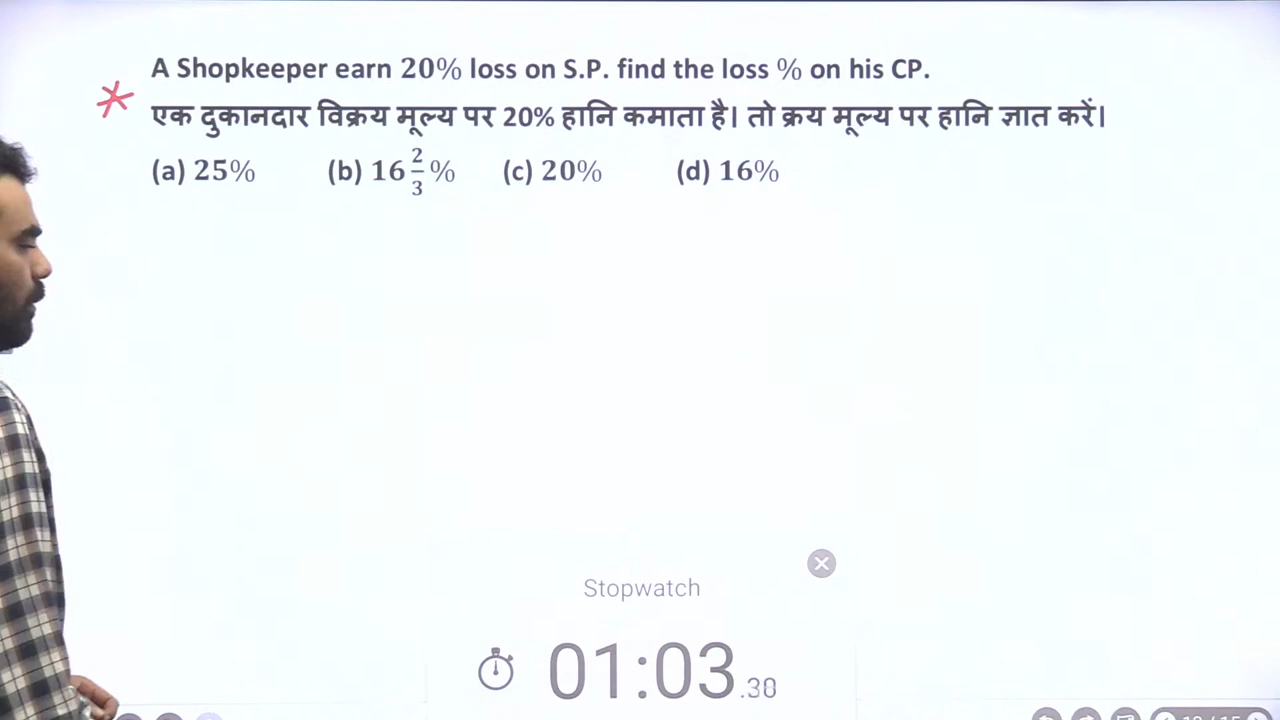 A Shopkeeper earn 20% loss on S.P. find the loss % on his CP.
एक दुकानदार विक्रय मूल्य पर 20% हानि कमाता है। तो क्रय मूल्य पर हानि ज्ञात करें।
(a) 25% (b) 16 2/3 % (c) 20% (d) 16%
Stopwatch
01:03.38